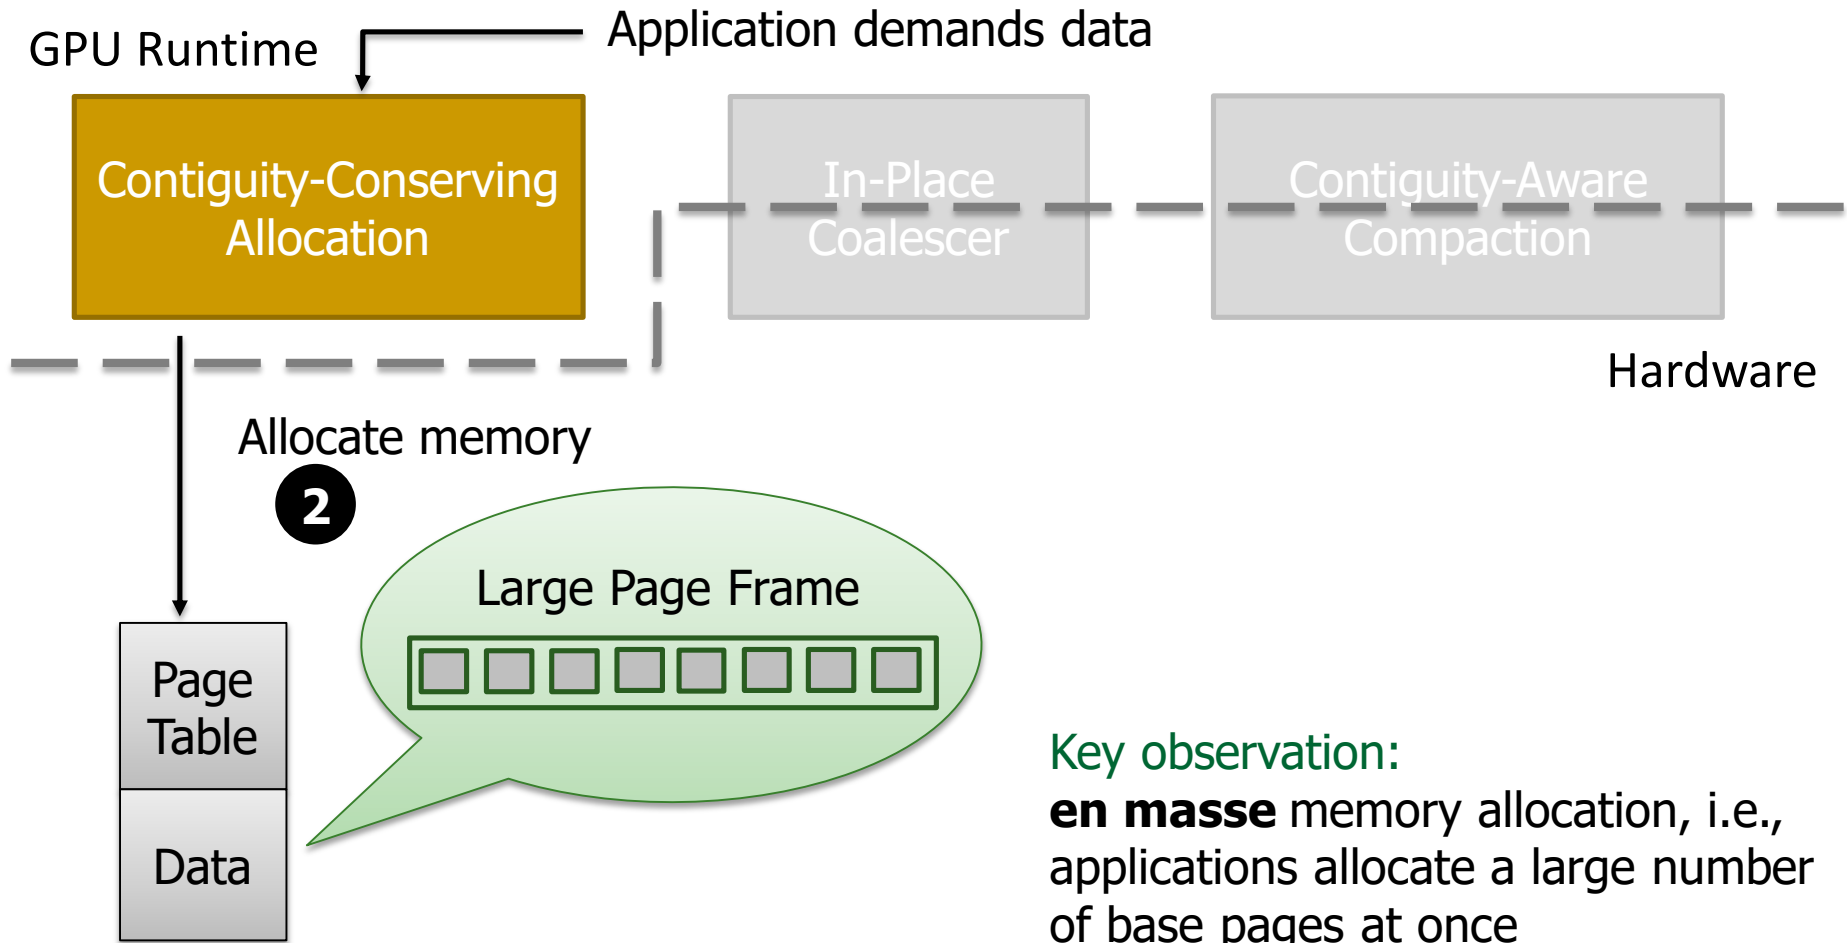 GPU Runtime
Application demands data
Contiguity-Conserving
Allocation
In-Place
Coalescer
Contiguity-Aware
Compaction
Hardware
Allocate memory
2
Large Page Frame
Page
Table
Data
Key observation:
en masse memory allocation, i.e.,
applications allocate a large number
of base pages at once